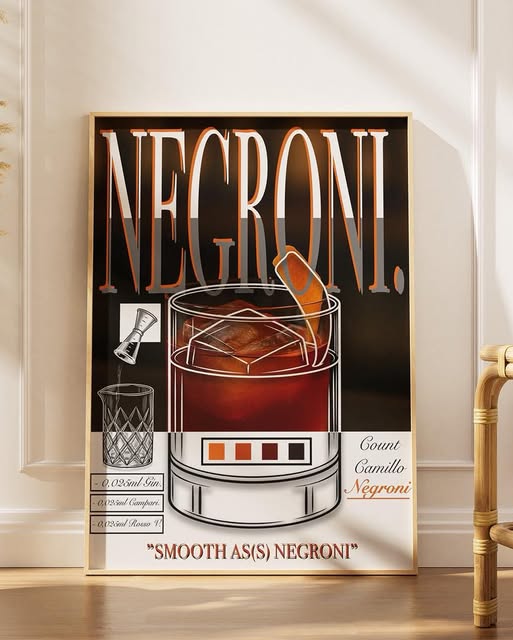 NEGRONI.
- 0,025ml Gin.
- 0,025ml Campari.
- 0,025ml Rosso V.
Count
Camillo
Negroni
"SMOOTH AS(S) NEGRONI"